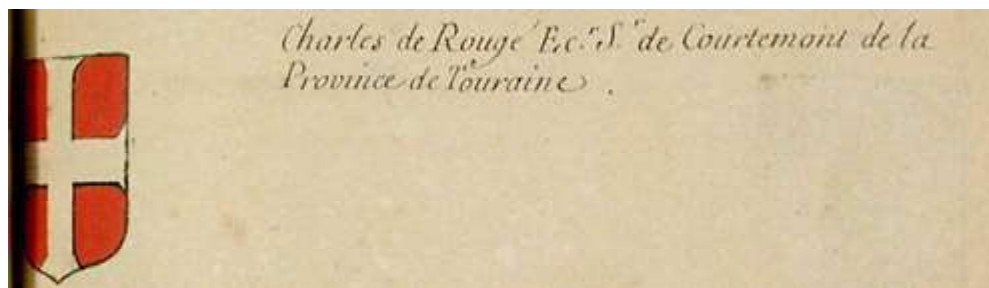 Charles de Rougé Ec.^r S.^r de Courtemont de la
Province de Touraine .